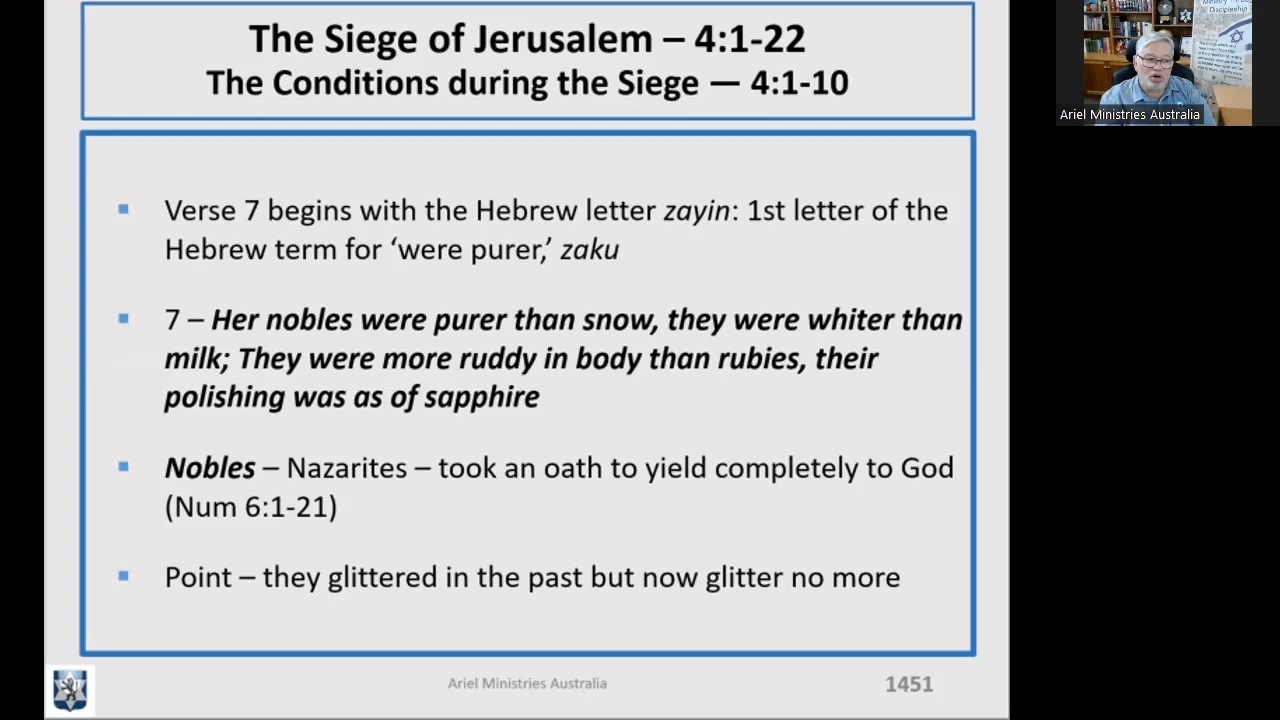 The Siege of Jerusalem – 4:1-22
The Conditions during the Siege — 4:1-10
Verse 7 begins with the Hebrew letter zayin: 1st letter of the
Hebrew term for ‘were purer,’ zaku
7 – Her nobles were purer than snow, they were whiter than
milk; They were more ruddy in body than rubies, their
polishing was as of sapphire
Nobles – Nazarites – took an oath to yield completely to God
(Num 6:1-21)
Point – they glittered in the past but now glitter no more
Ariel Ministries Australia
1451
Discipleship
Ariel Ministries Australia